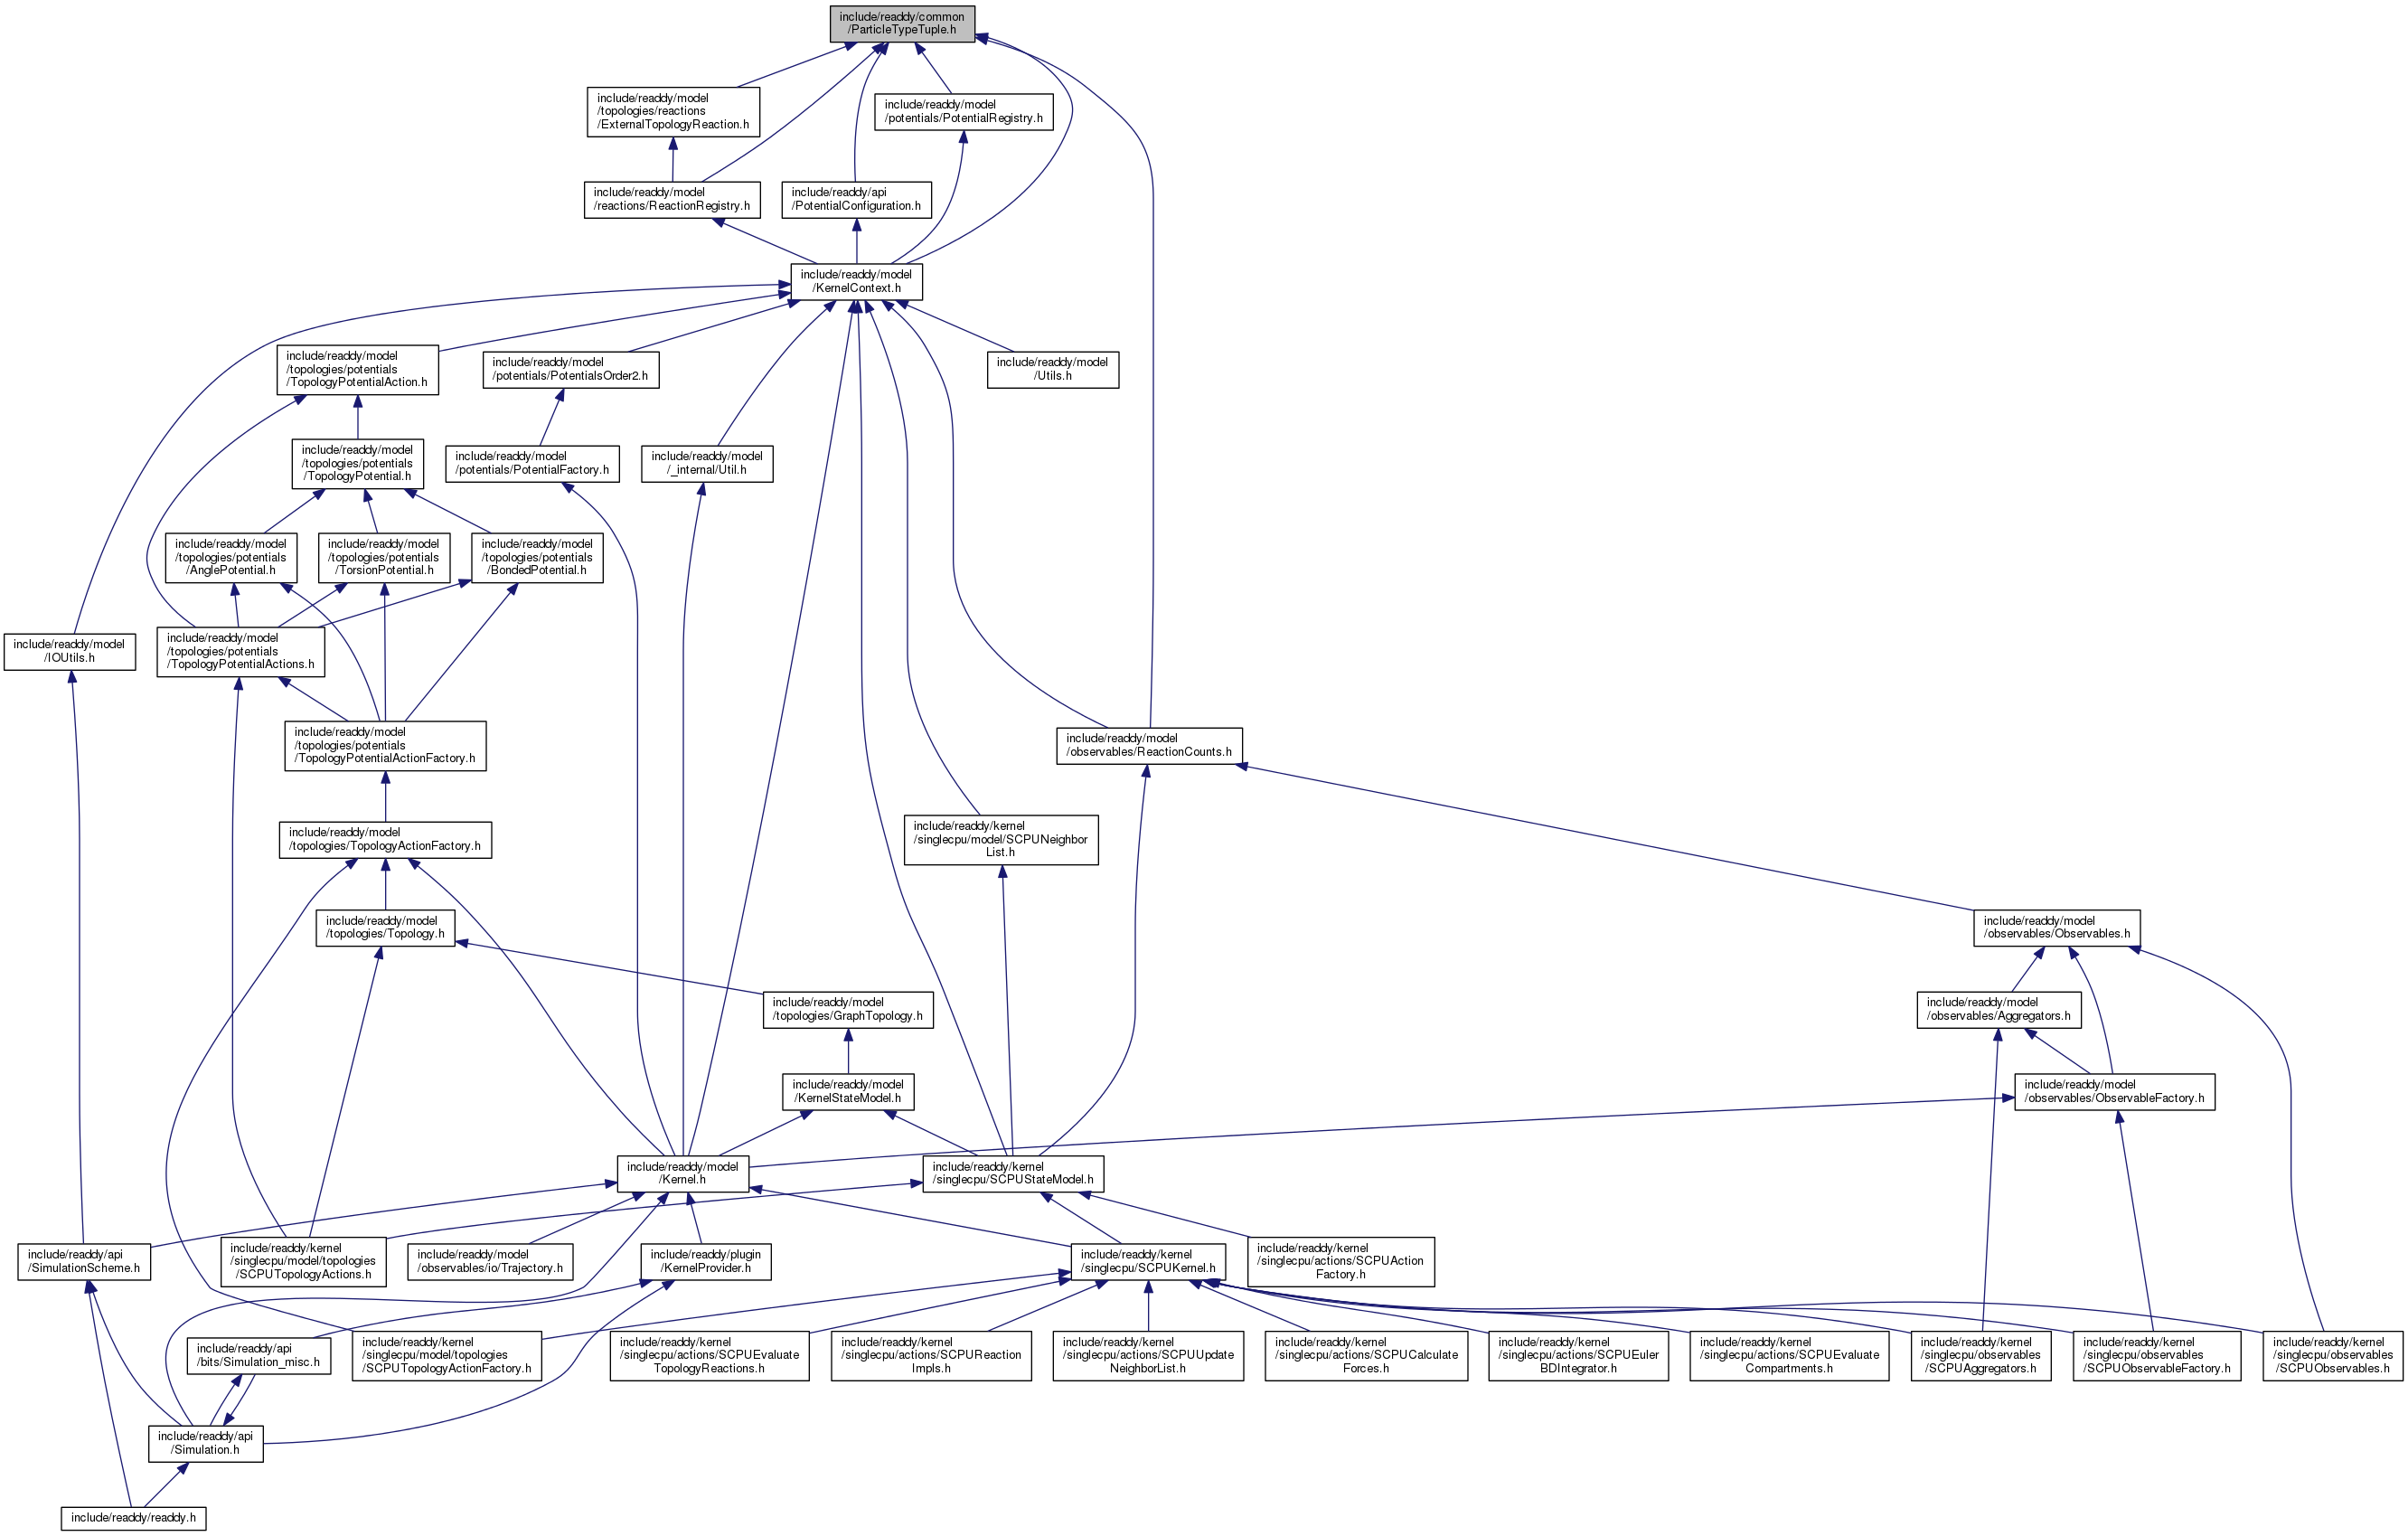 include/readdy/common
/ParticleTypeTuple.h
include/readdy/model
/topologies/reactions
/ExternalTopologyReaction.h
include/readdy/model
/potentials/PotentialRegistry.h
include/readdy/model
/reactions/ReactionRegistry.h
include/readdy/api
/PotentialConfiguration.h
include/readdy/model
/KernelContext.h
include/readdy/model
/topologies/potentials
/TopologyPotentialAction.h
include/readdy/model
/potentials/PotentialsOrder2.h
include/readdy/model
/Utils.h
include/readdy/model
/topologies/potentials
/TopologyPotential.h
include/readdy/model
/potentials/PotentialFactory.h
include/readdy/model
/_internal/Util.h
include/readdy/model
/topologies/potentials
/AnglePotential.h
include/readdy/model
/topologies/potentials
/TorsionPotential.h
include/readdy/model
/topologies/potentials
/BondedPotential.h
include/readdy/model
/IOUtils.h
include/readdy/model
/topologies/potentials
/TopologyPotentialActions.h
include/readdy/model
/topologies/potentials
/TopologyPotentialActionFactory.h
include/readdy/model
/observables/ReactionCounts.h
include/readdy/model
/topologies/TopologyActionFactory.h
include/readdy/kernel
/singlecpu/model/SCPUNeighbor
List.h
include/readdy/model
/topologies/Topology.h
include/readdy/model
/observables/Observables.h
include/readdy/model
/topologies/GraphTopology.h
include/readdy/model
/observables/Aggregators.h
include/readdy/model
/KernelStateModel.h
include/readdy/model
/observables/ObservableFactory.h
include/readdy/model
/Kernel.h
include/readdy/kernel
/singlecpu/SCPUStateModel.h
include/readdy/api
/SimulationScheme.h
include/readdy/kernel
/singlecpu/model/topologies
/SCPUTopologyActions.h
include/readdy/model
/observables/io/Trajectory.h
include/readdy/plugin
/KernelProvider.h
include/readdy/kernel
/singlecpu/SCPUKernel.h
include/readdy/kernel
/singlecpu/actions/SCPUAction
Factory.h
include/readdy/api
/bits/Simulation_misc.h
include/readdy/kernel
/singlecpu/model/topologies
/SCPUTopologyActionFactory.h
include/readdy/kernel
/singlecpu/actions/SCPUEvaluate
TopologyReactions.h
include/readdy/kernel
/singlecpu/actions/SCPUReaction
Impls.h
include/readdy/kernel
/singlecpu/actions/SCPUUpdate
NeighborList.h
include/readdy/kernel
/singlecpu/actions/SCPUCalculate
Forces.h
include/readdy/kernel
/singlecpu/actions/SCPUEuler
BDIntegrator.h
include/readdy/kernel
/singlecpu/actions/SCPUEvaluate
Compartments.h
include/readdy/kernel
/singlecpu/observables
/SCPUAggregators.h
include/readdy/kernel
/singlecpu/observables
/SCPUObservableFactory.h
include/readdy/kernel
/singlecpu/observables
/SCPUObservables.h
include/readdy/api
/Simulation.h
include/readdy/readdy.h